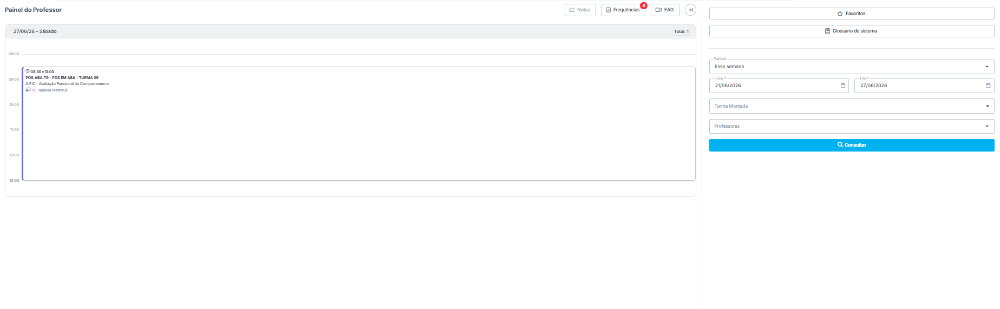 Painel do Professor
Notas
Frequências
4
EAD
27/06/26 - Sábado
Total: 1
08:00
08:30 - 13:00
POS.ABA.T9 - POS EM ABA - TURMA 09
09:00
A.F.C - Avaliação Funcional do Comportamento
IM Isabella Matheus
10:00
11:00
12:00
13:00
Favoritos
Glossário do sistema
Período
Essa semana
Início *
21/06/2026
Fim *
27/06/2026
Turma Montada
Professores
Consultar